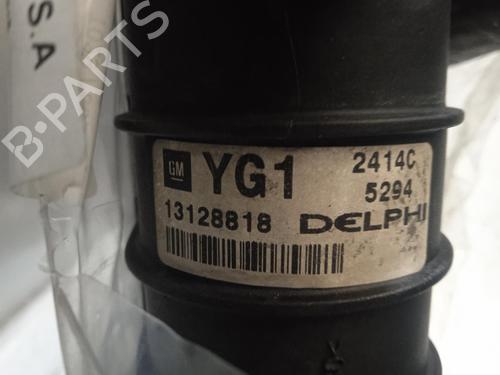 S.A
B-PARTS
GM
YG1
2414C
5294
13128818
DELPHI